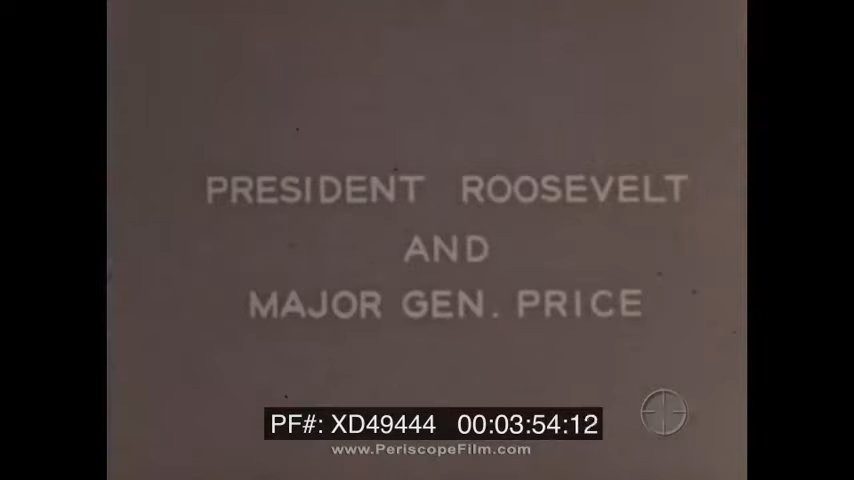 PRESIDENT ROOSEVELT
AND
MAJOR GEN. PRICE
PF#: XD49444 00:03:54:12
www.PeriscopeFilm.com